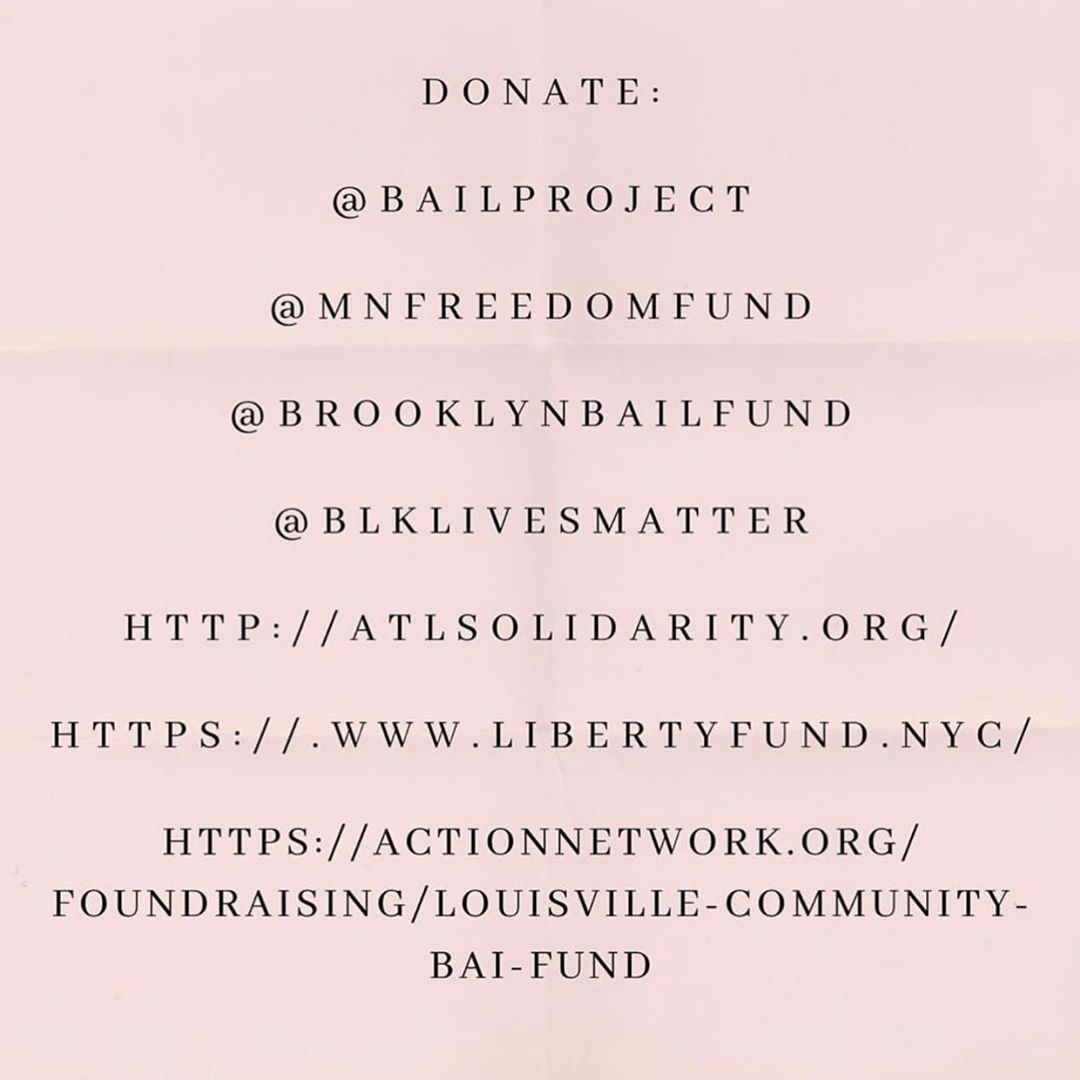 DONATE:
@BAILPROJECT
@MNFREEDOMFUND
@BROOKLYNBAILFUND
@BLKLIVESMATTER
HTTP://ATLSOLIDARITY.ORG/
HTTPS://.WWW.LIBERTYFUND.NYC/
HTTPS://ACTIONNETWORK.ORG/
FOUNDRAISING/LOUISVILLE-COMMUNITY-
BAI-FUND